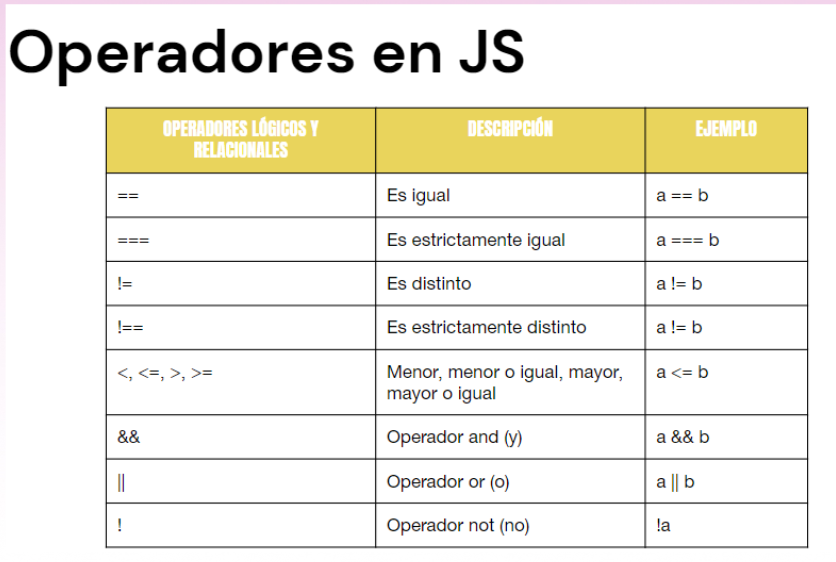 Operadores en JS
OPERADORES LÓGICOS Y
RELACIONALES
DESCRIPCIÓN
EJEMPLO
==
Es igual
a == b
===
Es estrictamente igual
a === b
!=
Es distinto
a != b
!==
Es estrictamente distinto
a != b
<, <=, >, >=
Menor, menor o igual, mayor,
mayor o igual
a <= b
&&
Operador and (y)
a && b
||
Operador or (o)
a || b
!
Operador not (no)
!a